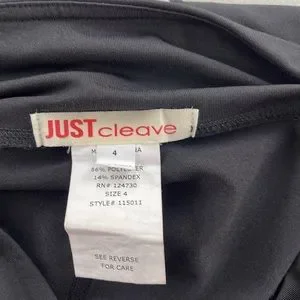 JUST cleave
4
86% POLYESTER
14% SPANDEX
RN# 124730
SIZE 4
STYLE# 115011
SEE REVERSE
FOR CARE